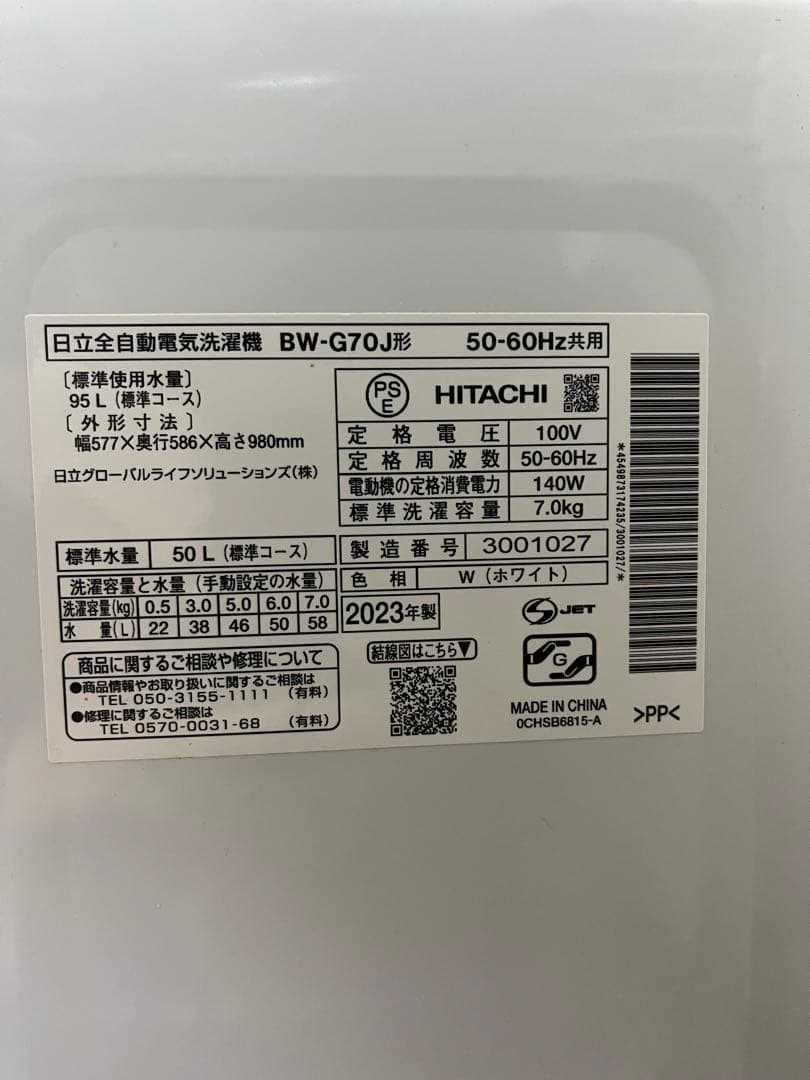 日立全自動電気洗濯機 BW-G70J形 50-60Hz共用
〔標準使用水量〕
95 L (標準コース)
〔外形寸法〕
幅577×奥行586×高さ980mm
日立グローバルライフソリューションズ(株)
PS
E
HITACHI
定格電圧 100V
定格周波数 50-60Hz
電動機の定格消費電力 140W
標準洗濯容量 7.0kg
標準水量 50 L (標準コース)
洗濯容量と水量 (手動設定の水量)
洗濯容量(kg) 0.5 3.0 5.0 6.0 7.0
水量(L) 22 38 46 50 58
製造番号 3001027
色相 W (ホワイト)
2023年製
S JET
結線図はこちら▼
G
商品に関するご相談や修理について
●商品情報やお取り扱いに関するご相談は
TEL 050-3155-1111 (有料)
●修理に関するご相談は
TEL 0570-0031-68 (有料)
MADE IN CHINA
0CHSB6815-A
>PP<
*4549873174235/3001027/*